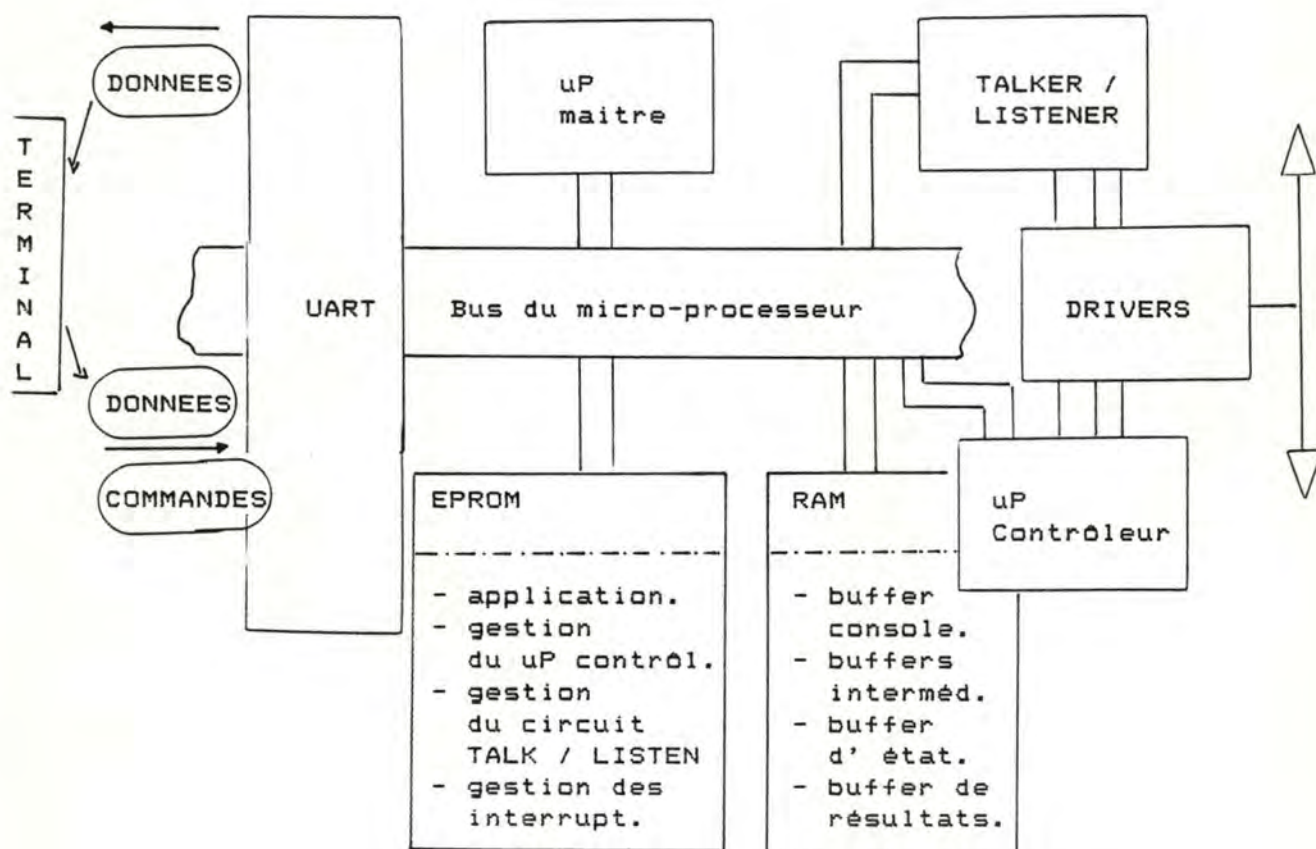 DONNEES
TERMINAL
DONNEES
COMMANDES
UART
uP
maitre
TALKER /
LISTENER
Bus du micro-processeur
DRIVERS
EPROM
- application.
- gestion
du uP contrôl.
- gestion
du circuit
TALK / LISTEN
- gestion des
interrupt.
RAM
- buffer
console.
- buffers
interméd.
- buffer
d' état.
- buffer de
résultats.
uP
Contrôleur